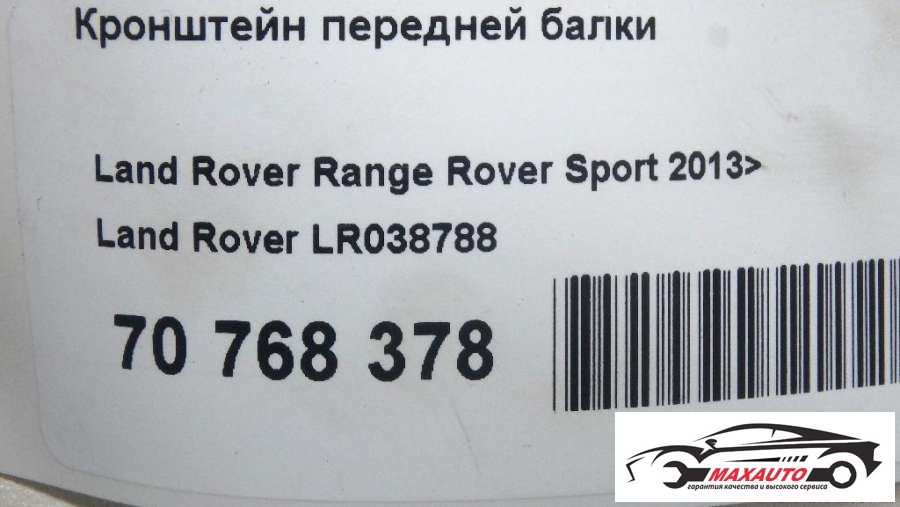 Кронштейн передней балки
Land Rover Range Rover Sport 2013>
Land Rover LR038788
70 768 378
MAXAUTO
гарантия качества и высокого сервиса